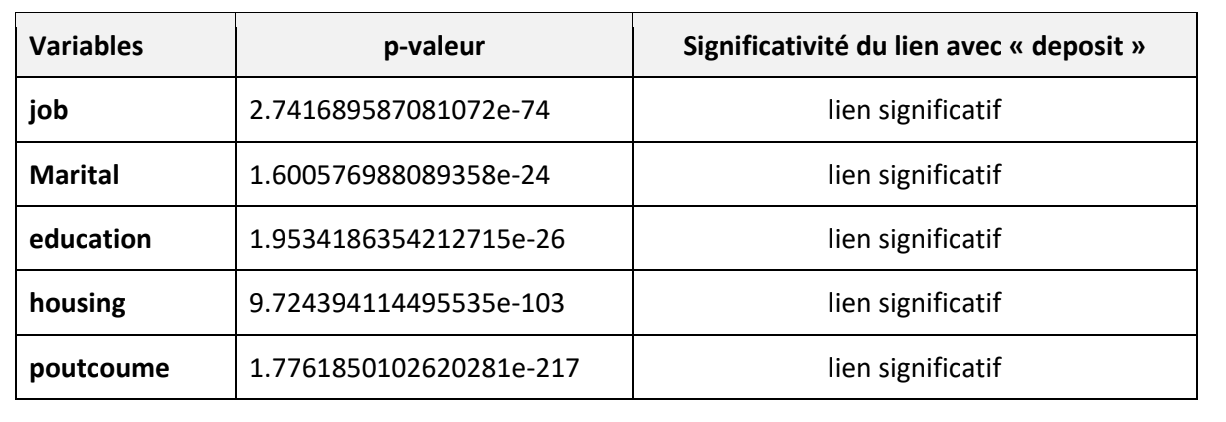 Variables p-valeur Significativité du lien avec « deposit »
job 2.741689587081072e-74 lien significatif
Marital 1.600576988089358e-24 lien significatif
education 1.9534186354212715e-26 lien significatif
housing 9.724394114495535e-103 lien significatif
poutcoume 1.7761850102620281e-217 lien significatif